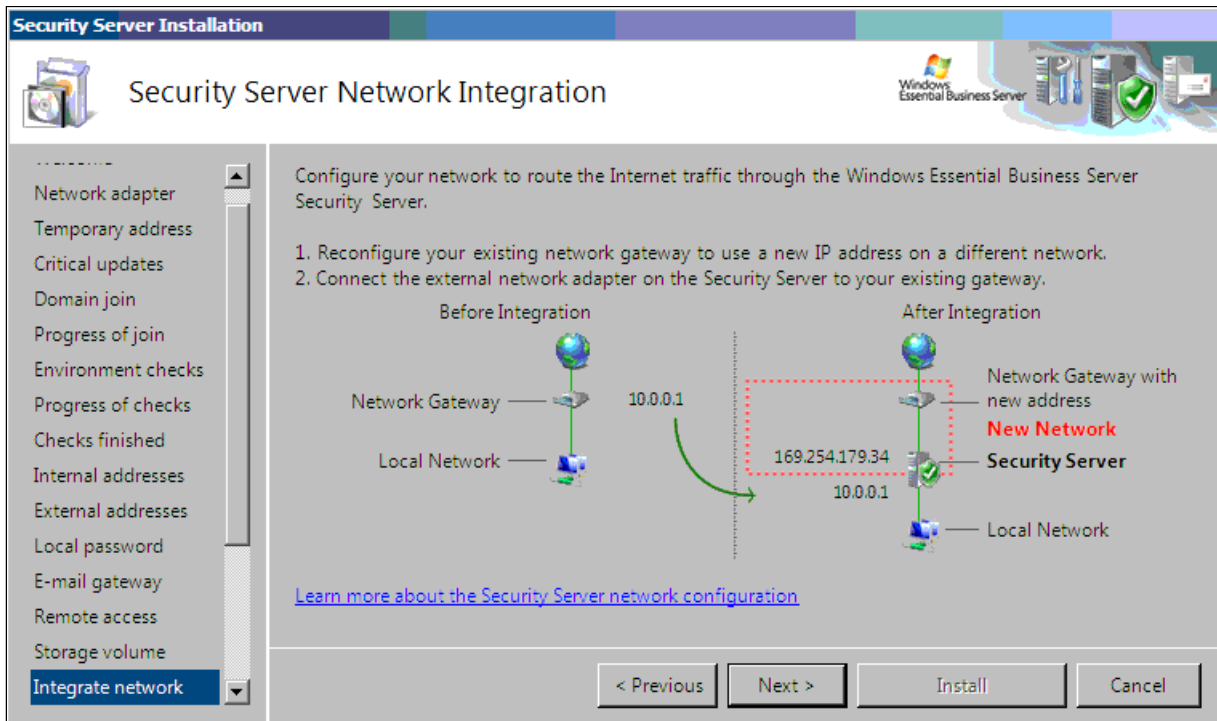 Security Server Installation
Security Server Network Integration
Windows
Essential Business Server
Network adapter
Temporary address
Critical updates
Domain join
Progress of join
Environment checks
Progress of checks
Checks finished
Internal addresses
External addresses
Local password
E-mail gateway
Remote access
Storage volume
Integrate network
Configure your network to route the Internet traffic through the Windows Essential Business Server
Security Server.
1. Reconfigure your existing network gateway to use a new IP address on a different network.
2. Connect the external network adapter on the Security Server to your existing gateway.
Before Integration
Network Gateway
10.0.0.1
Local Network
After Integration
Network Gateway with
new address
New Network
169.254.179.34
Security Server
10.0.0.1
Local Network
Learn more about the Security Server network configuration
< Previous
Next >
Install
Cancel